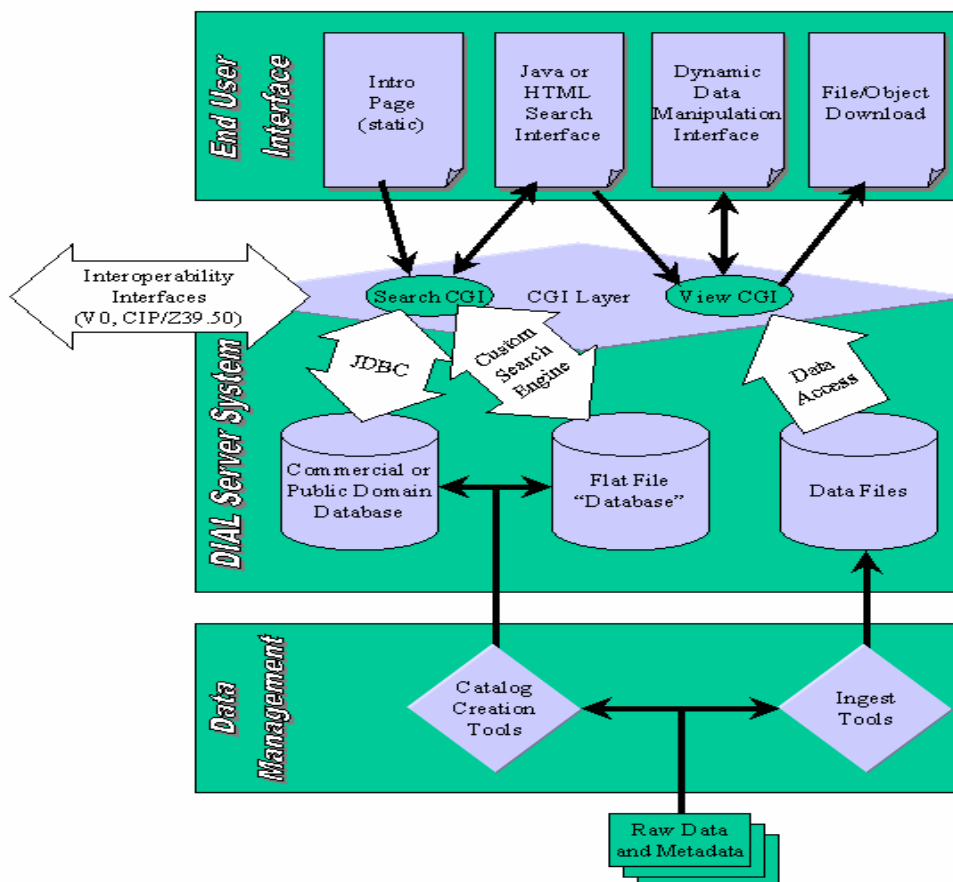 End User
Interface
Intro
Page
(static)
Java or
HTML
Search
Interface
Dynamic
Data
Manipulation
Interface
File/Object
Download
Interoperability
Interfaces
(V0, CIP/Z39.50)
Search CGI
CGI Layer
View CGI
DIAL Server System
JDBC
Custom
Search
Engine
Data
Access
Commercial or
Public Domain
Database
Flat File
“Database”
Data Files
Data
Management
Catalog
Creation
Tools
Ingest
Tools
Raw Data
and Metadata